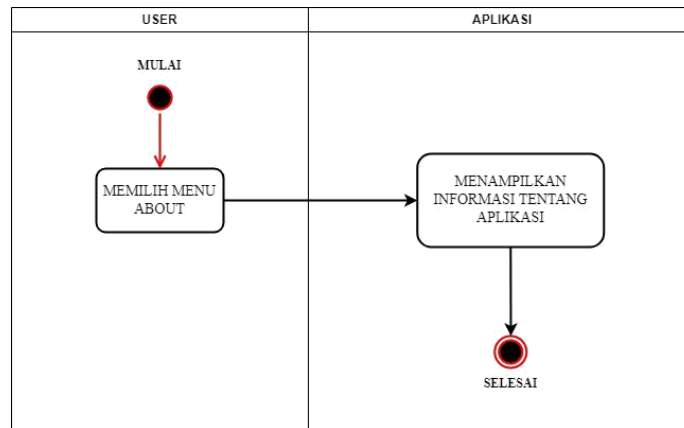 USER
APLIKASI
MULAI
MEMILIH MENU
ABOUT
MENAMPILKAN
INFORMASI TENTANG
APLIKASI
SELESAI